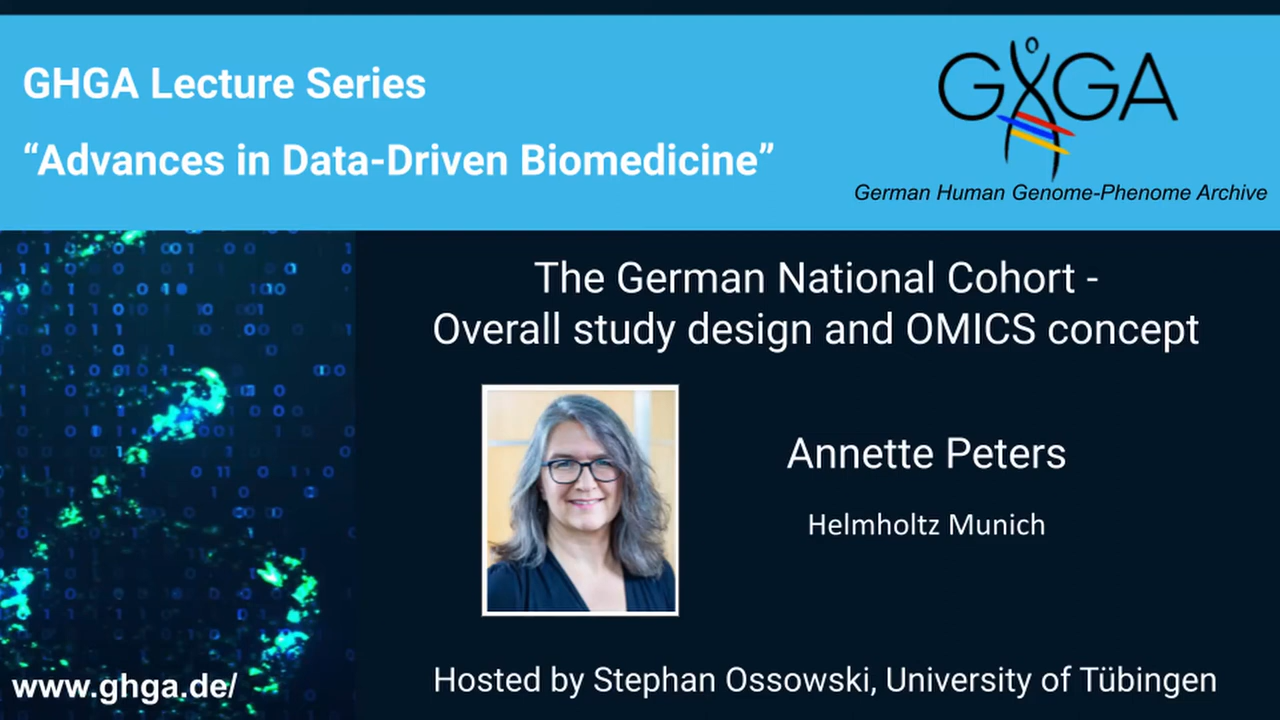 GHGA Lecture Series
“Advances in Data-Driven Biomedicine”
GHGA
German Human Genome-Phenome Archive
The German National Cohort -
Overall study design and OMICS concept
Annette Peters
Helmholtz Munich
www.ghga.de/
Hosted by Stephan Ossowski, University of Tübingen